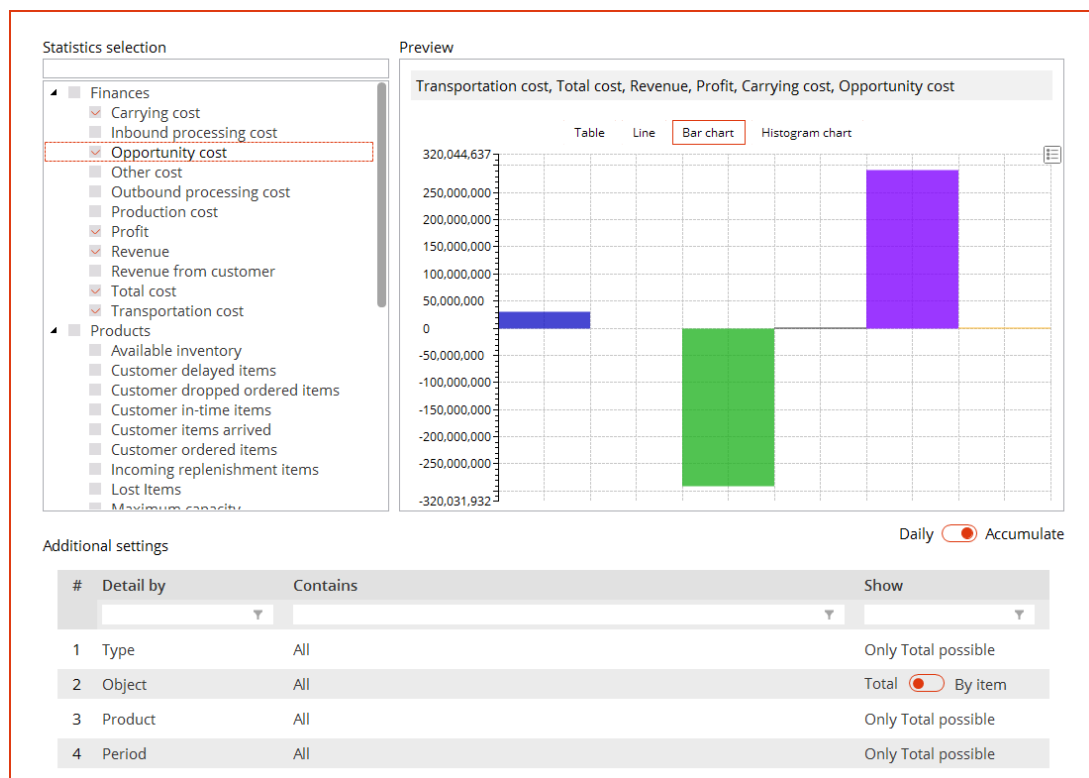 Statistics selection
Preview
Finances
Carrying cost
Inbound processing cost
Opportunity cost
Other cost
Outbound processing cost
Production cost
Profit
Revenue
Revenue from customer
Total cost
Transportation cost
Products
Available inventory
Customer delayed items
Customer dropped ordered items
Customer in-time items
Customer items arrived
Customer ordered items
Incoming replenishment items
Lost Items
Maximum capacity
Transportation cost, Total cost, Revenue, Profit, Carrying cost, Opportunity cost
Table Line Bar chart Histogram chart
320,044,637
250,000,000
200,000,000
150,000,000
100,000,000
50,000,000
0
-50,000,000
-100,000,000
-150,000,000
-200,000,000
-250,000,000
-320,031,932
Daily Accumulate
Additional settings
# Detail by Contains Show
1 Type All Only Total possible
2 Object All Total By item
3 Product All Only Total possible
4 Period All Only Total possible